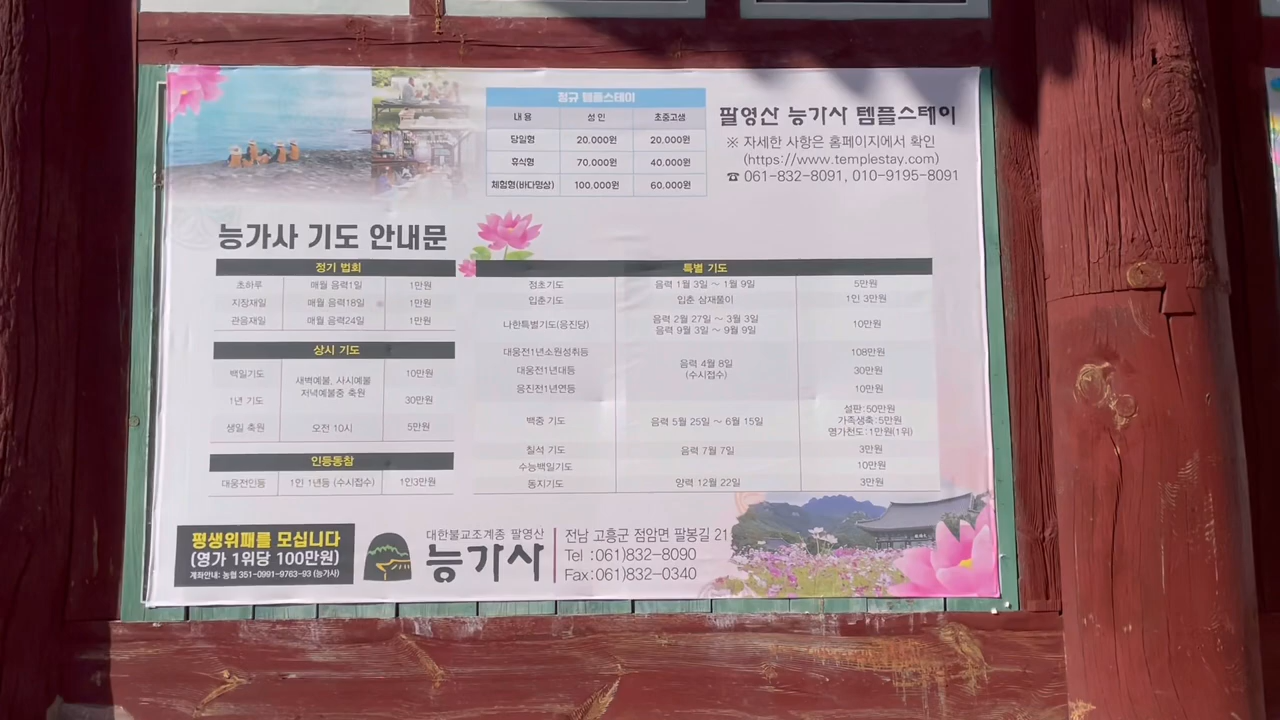 정규 템플스테이
내 용 성 인 초중고생
당일형 20.000원 20.000원
휴식형 70.000원 40.000원
체험형(바다명상) 100.000원 60.000원
팔영산 능가사 템플스테이
※ 자세한 사항은 홈페이지에서 확인
(https://www.templestay.com)
☎ 061-832-8091, 010-9195-8091
능가사 기도 안내문
정기 법회
초하루 매월 음력1일 1만원
지장재일 매월 음력18일 1만원
관음재일 매월 음력24일 1만원
상시 기도
백일기도 새벽예불, 사시예불 10만원
1년 기도 저녁예불중 축원 30만원
생일 축원 오전 10시 5만원
인등동참
대웅전인등 1인 1년등 (수시접수) 1인3만원
특별 기도
정초기도 음력 1월 3일 ~ 1월 9일 5만원
입춘기도 입춘 삼재풀이 1인 3만원
나한특별기도(응진당) 음력 2월 27일 ~ 3월 3일 10만원
음력 9월 3일 ~ 9월 9일
대웅전1년소원성취등 108만원
대웅전1년대등 음력 4월 8일 30만원
(수시접수)
응진전1년연등 10만원
백중 기도 음력 5월 25일 ~ 6월 15일 설판:50만원
가족생축:5만원
영가천도:1만원(1위)
칠석 기도 음력 7월 7일 3만원
수능백일기도 10만원
동지기도 양력 12월 22일 3만원
평생위패를 모십니다
(영가 1위당 100만원)
계좌안내: 농협 351-0991-9763-93 (능가사)
대한불교조계종 팔영산
능가사
전남 고흥군 점암면 팔봉길 21
Tel :061)832-8090
Fax:061)832-0340